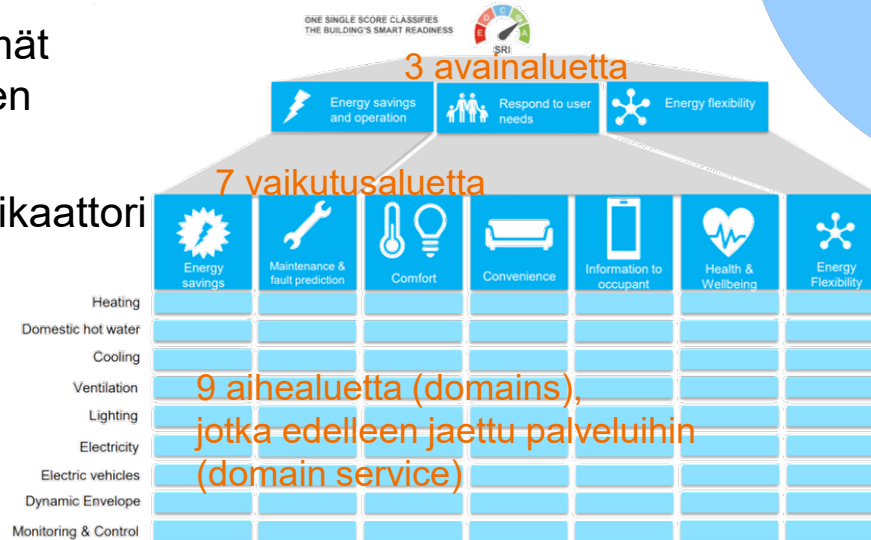 ONE SINGLE SCORE CLASSIFIES
THE BUILDING'S SMART READINESS
E D C B A
SRI
mät
en
ikaattori
3 avainaluetta
Energy savings
and operation
Respond to user
needs
Energy flexibility
7 vaikutusaluetta
Energy
savings
Maintenance &
fault prediction
Comfort
Convenience
Information to
occupant
Health &
Wellbeing
Energy
Flexibility
Heating
Domestic hot water
Cooling
Ventilation
Lighting
Electricity
Electric vehicles
Dynamic Envelope
Monitoring & Control
9 aihealuetta (domains),
jotka edelleen jaettu palveluihin
(domain service)